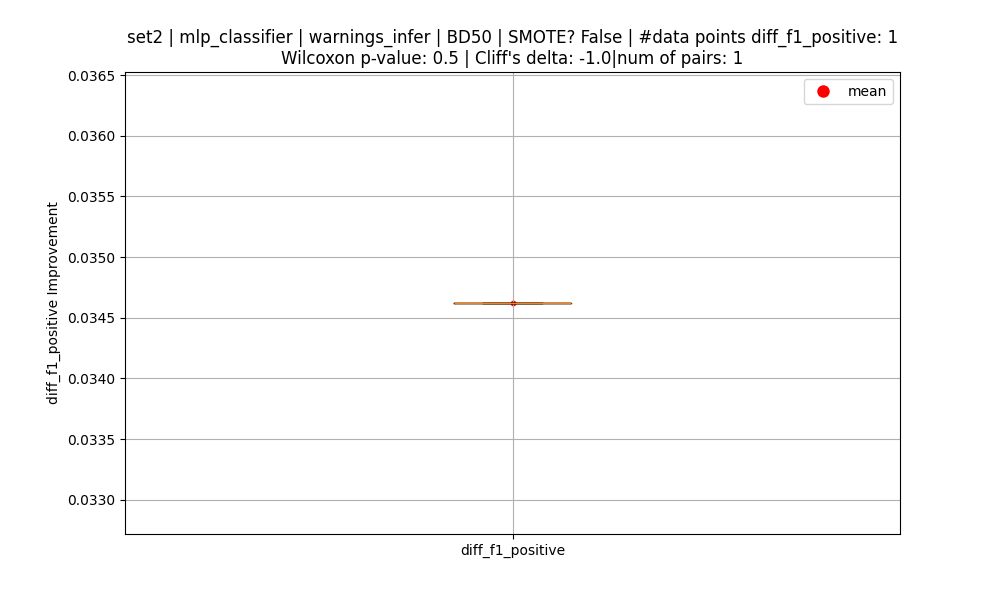 set2 | mlp_classifier | warnings_infer | BD50 | SMOTE? False | #data points diff_f1_positive: 1
Wilcoxon p-value: 0.5 | Cliff's delta: -1.0|num of pairs: 1
mean
0.0365
0.0360
0.0355
0.0350
0.0345
0.0340
0.0335
0.0330
diff_f1_positive Improvement
diff_f1_positive